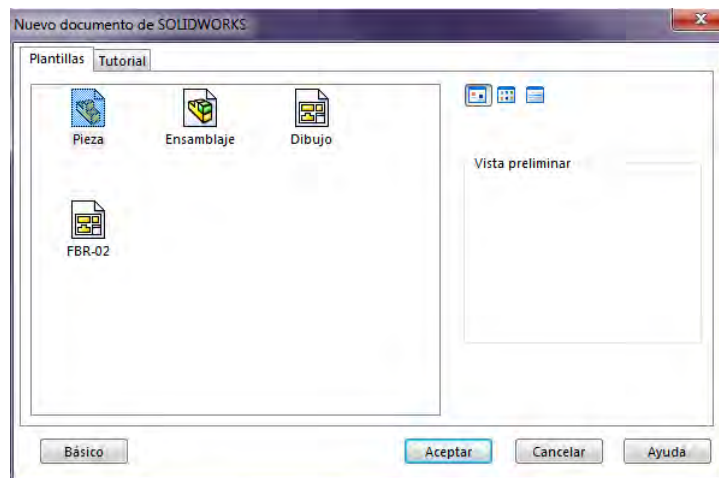 Nuevo documento de SOLIDWORKS
Plantillas Tutorial
Pieza Ensamblaje Dibujo
Vista preliminar
FBR-02
Básico Aceptar Cancelar Ayuda